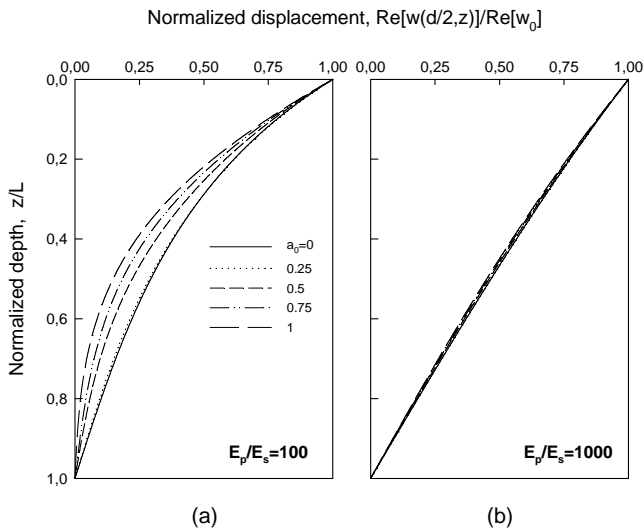 Normalized displacement, Re[w(d/2,z)]/Re[w₀]
0,00 0,25 0,50 0,75 1,00
0,00 0,25 0,50 0,75 1,00
Normalized depth, z/L
0,0
0,2
0,4
0,6
0,8
1,0
a₀=0
0.25
0.5
0.75
1
Eₚ/Eₛ=100
Eₚ/Eₛ=1000
(a)
(b)